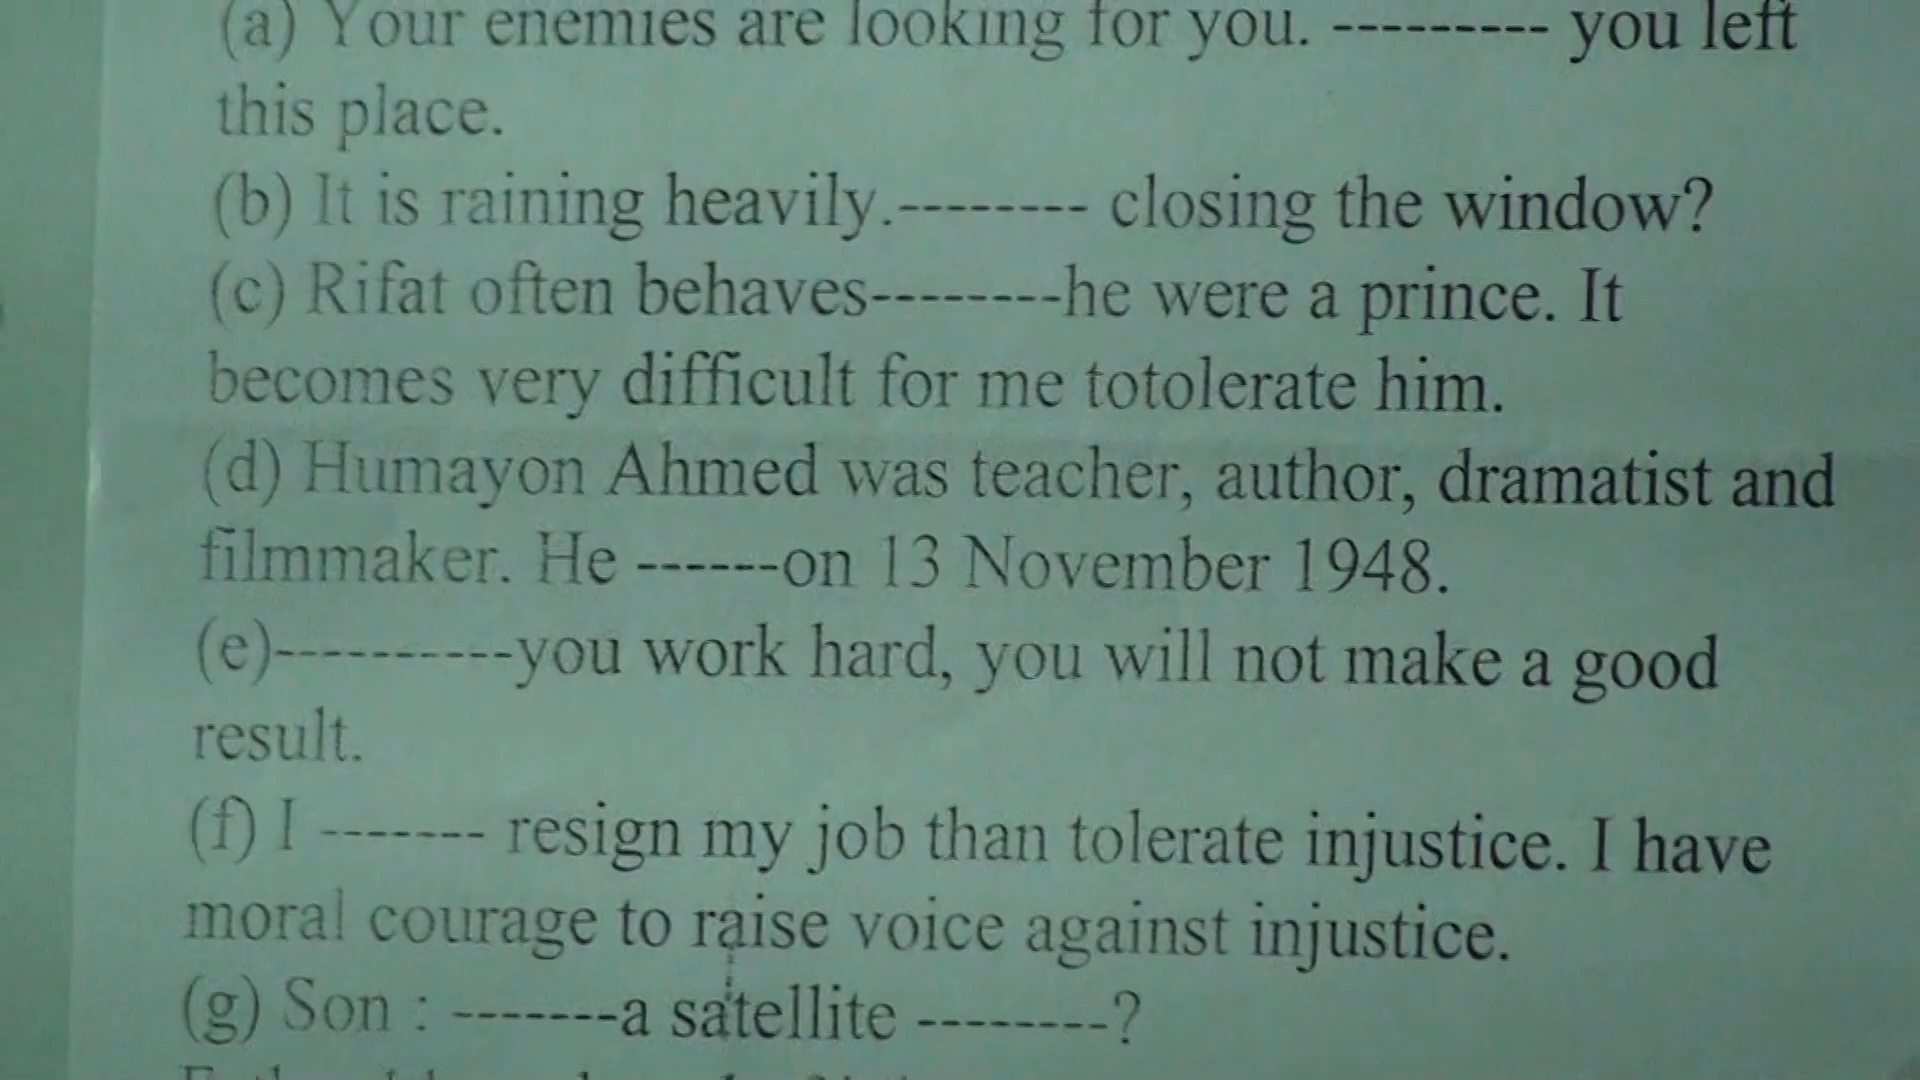 (a) Your enemies are looking for you. --------- you left
this place.
(b) It is raining heavily.-------- closing the window?
(c) Rifat often behaves--------he were a prince. It
becomes very difficult for me totolerate him.
(d) Humayon Ahmed was teacher, author, dramatist and
filmmaker. He ------on 13 November 1948.
(e)----------you work hard, you will not make a good
result.
(f) I ------- resign my job than tolerate injustice. I have
moral courage to raise voice against injustice.
(g) Son : -------a satellite --------?